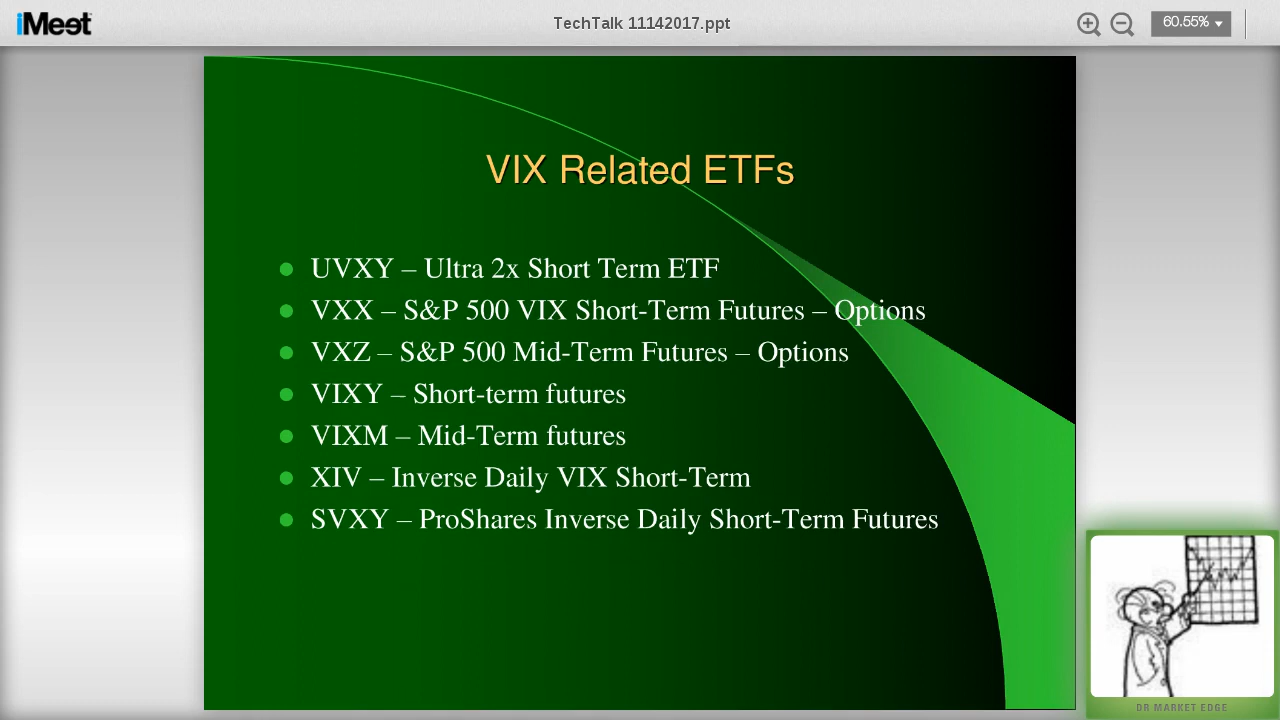 iMeet
TechTalk 11142017.ppt
60.55%
VIX Related ETFs
UVXY – Ultra 2x Short Term ETF
VXX – S&P 500 VIX Short-Term Futures – Options
VXZ – S&P 500 Mid-Term Futures – Options
VIXY – Short-term futures
VIXM – Mid-Term futures
XIV – Inverse Daily VIX Short-Term
SVXY – ProShares Inverse Daily Short-Term Futures
DR MARKET EDGE